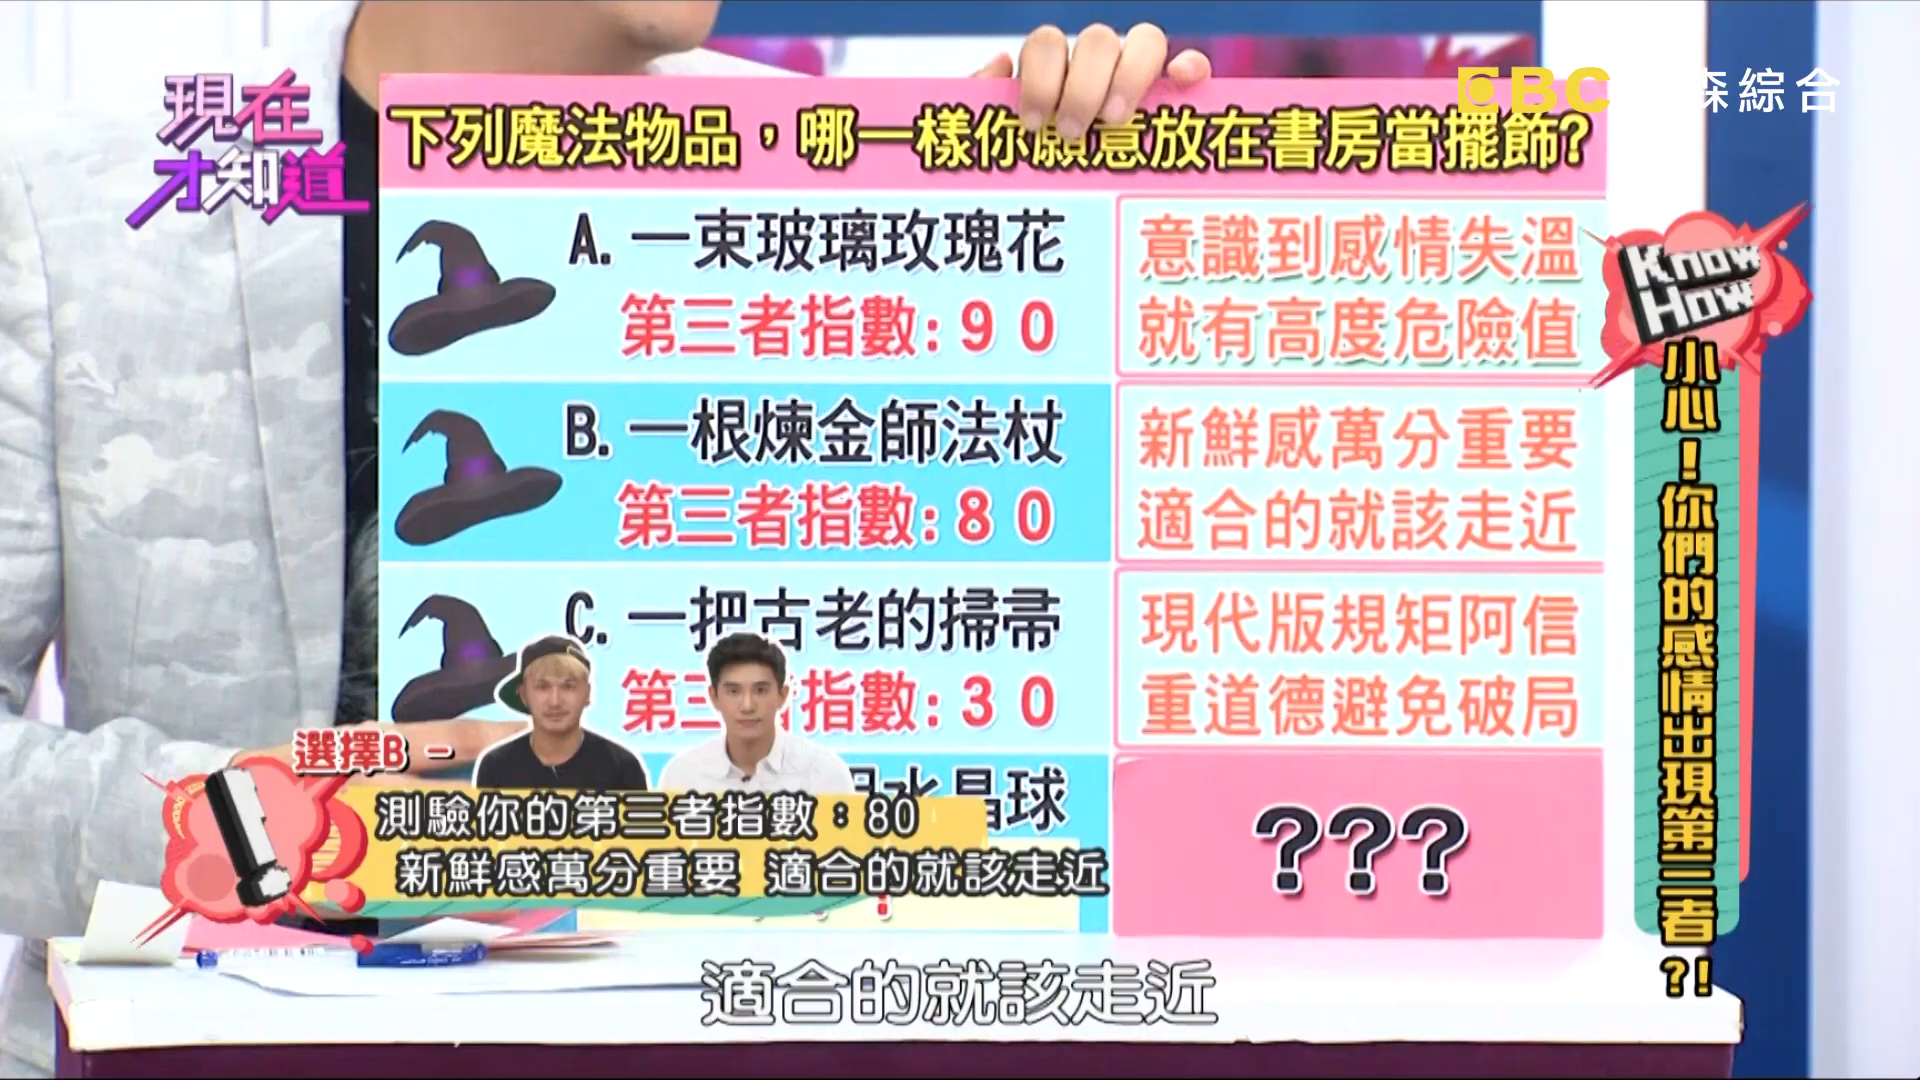 現在
才知道
EBC 森綜合
下列魔法物品，哪一樣你願意放在書房當擺飾?
A. 一束玻璃玫瑰花
第三者指數:90
意識到感情失溫
就有高度危險值
B. 一根煉金師法杖
第三者指數:80
新鮮感萬分重要
適合的就該走近
C. 一把古老的掃帚
第三者指數:30
現代版規矩阿信
重道德避免破局
水晶球
???
Know
How
小心！你們的感情出現第三者?!
選擇B -
測驗你的第三者指數：80
新鮮感萬分重要 適合的就該走近
適合的就該走近